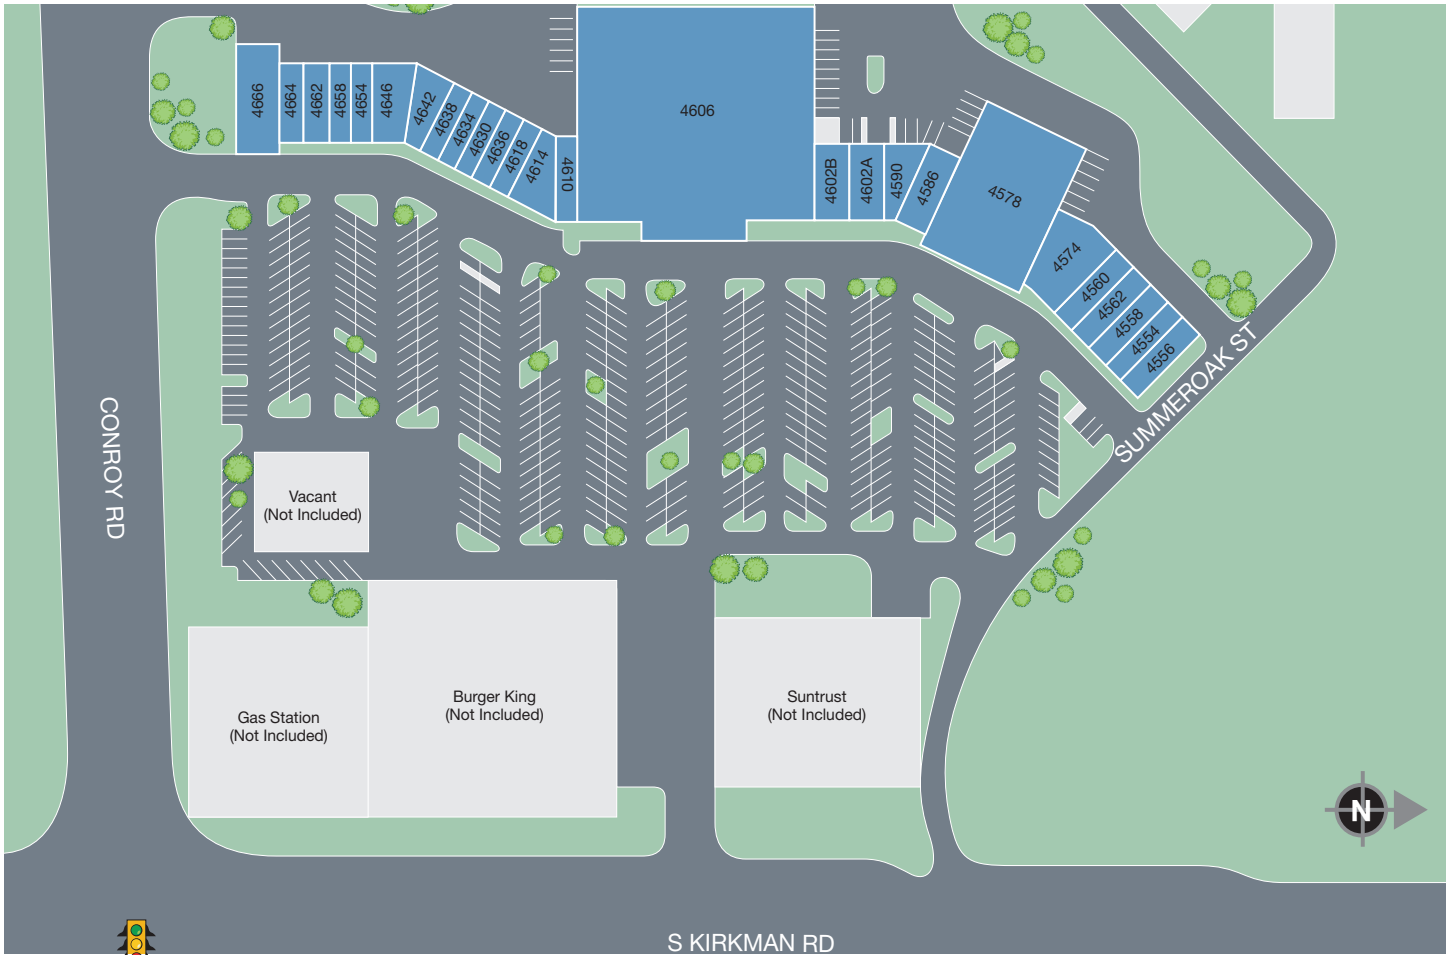 4666
4664
4662
4658
4654
4646
4642
4638
4634
4630
4636
4618
4614
4610
4606
4602B
4602A
4590
4586
4578
4574
4560
4562
4558
4554
4556
SUMMEROAK ST
CONROY RD
Vacant
(Not Included)
Gas Station
(Not Included)
Burger King
(Not Included)
Suntrust
(Not Included)
N
S KIRKMAN RD